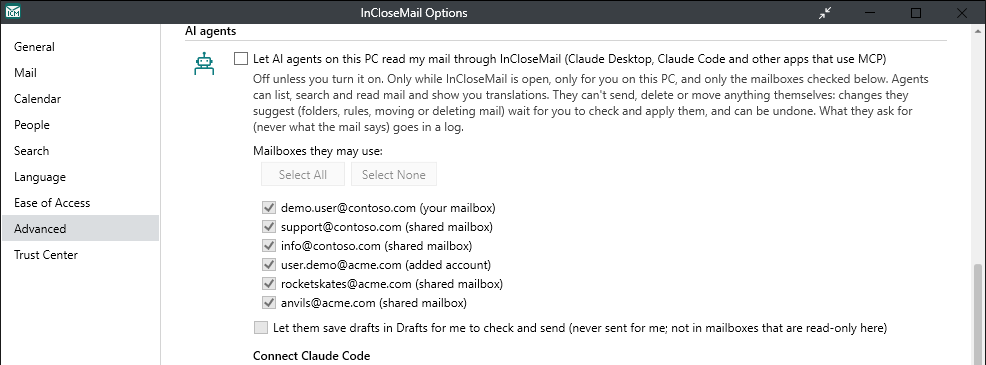 ICM
InCloseMail Options
General
Mail
Calendar
People
Search
Language
Ease of Access
Advanced
Trust Center
AI agents
Let AI agents on this PC read my mail through InCloseMail (Claude Desktop, Claude Code and other apps that use MCP)
Off unless you turn it on. Only while InCloseMail is open, only for you on this PC, and only the mailboxes checked below. Agents
can list, search and read mail and show you translations. They can't send, delete or move anything themselves: changes they
suggest (folders, rules, moving or deleting mail) wait for you to check and apply them, and can be undone. What they ask for
(never what the mail says) goes in a log.
Mailboxes they may use:
Select All
Select None
demo.user@contoso.com (your mailbox)
support@contoso.com (shared mailbox)
info@contoso.com (shared mailbox)
user.demo@acme.com (added account)
rocketskates@acme.com (shared mailbox)
anvils@acme.com (shared mailbox)
Let them save drafts in Drafts for me to check and send (never sent for me; not in mailboxes that are read-only here)
Connect Claude Code